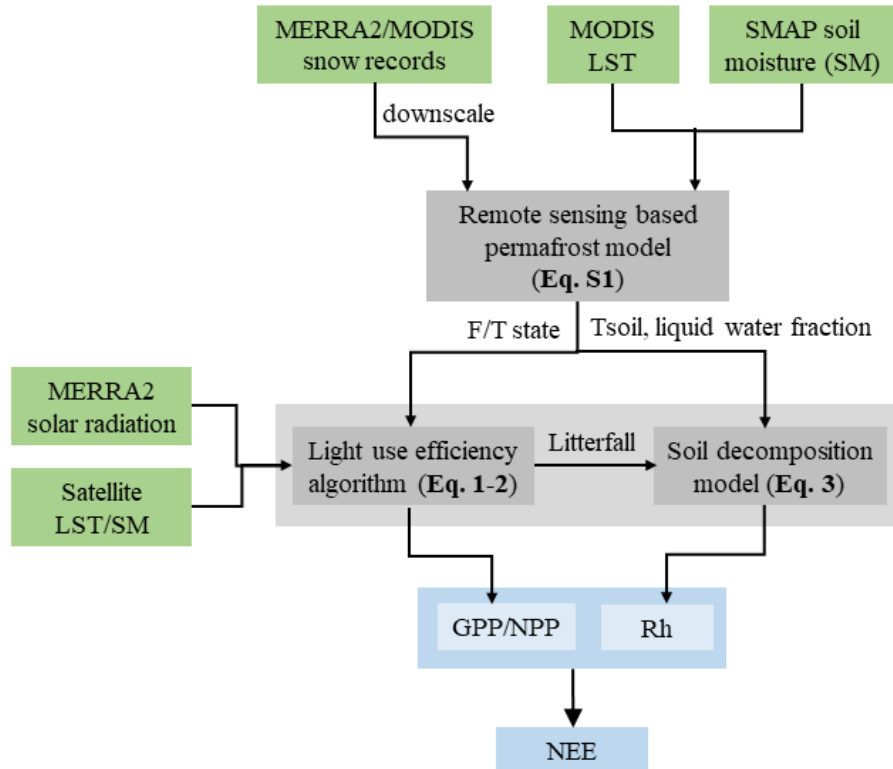 MERRA2/MODIS
snow records
MODIS
LST
SMAP soil
moisture (SM)
downscale
Remote sensing based
permafrost model
(Eq. S1)
F/T state
Tsoil, liquid water fraction
MERRA2
solar radiation
Satellite
LST/SM
Light use efficiency
algorithm (Eq. 1-2)
Litterfall
Soil decomposition
model (Eq. 3)
GPP/NPP
Rh
NEE